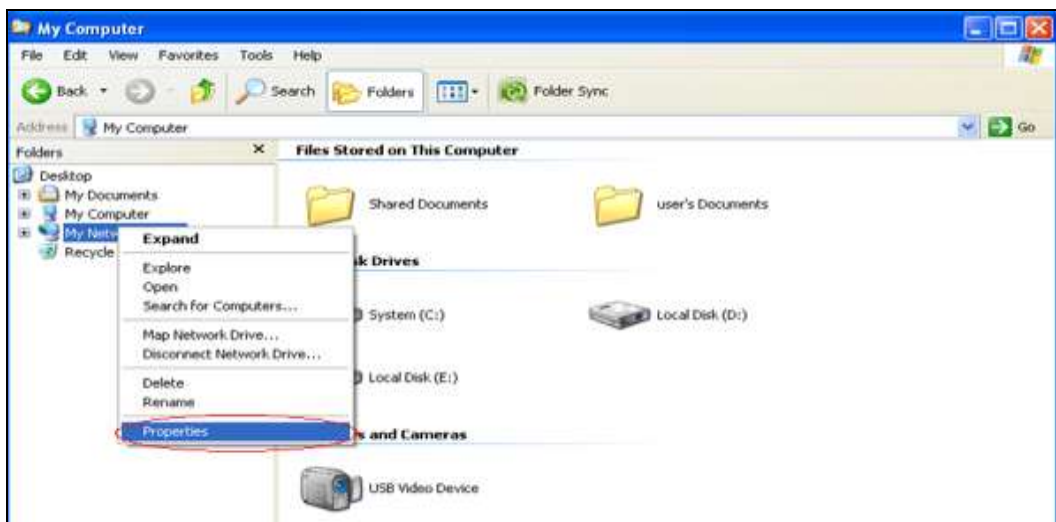 My Computer
File Edit View Favorites Tools Help
Back Search Folders Folder Sync
Address My Computer Go
Folders
Desktop
My Documents
My Computer
My Netw
Recycle
Expand
Explore
Open
Search for Computers...
Map Network Drive...
Disconnect Network Drive...
Delete
Rename
Properties
Files Stored on This Computer
Shared Documents user's Documents
sk Drives
System (C:) Local Disk (D:)
Local Disk (E:)
s and Cameras
USB Video Device